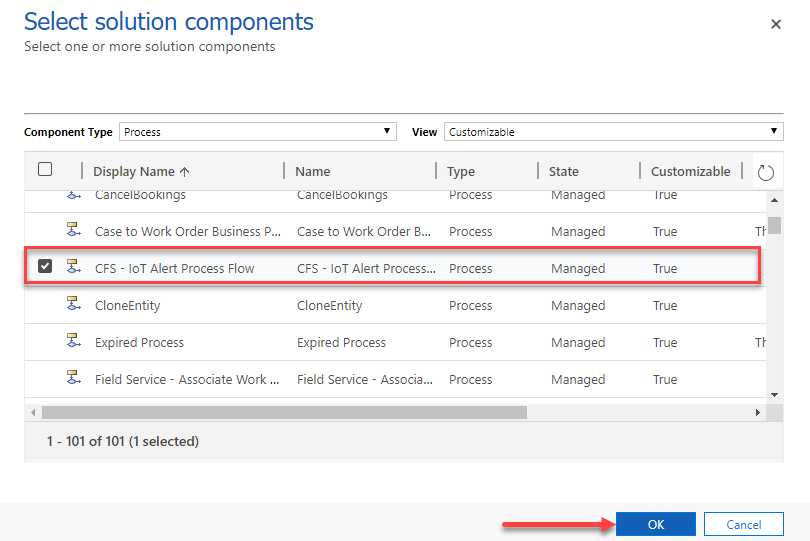 Select solution components
Select one or more solution components
Component Type Process View Customizable
Display Name Name Type State Customizable
CancelBookings CancelBookings Process Managed True
Case to Work Order Business P... Case to Work Order B... Process Managed True Th
CFS - IoT Alert Process Flow CFS - IoT Alert Process... Process Managed True
CloneEntity CloneEntity Process Managed True
Expired Process Expired Process Process Managed True Th
Field Service - Associate Work ... Field Service - Associa... Process Managed True
1 - 101 of 101 (1 selected)
OK Cancel